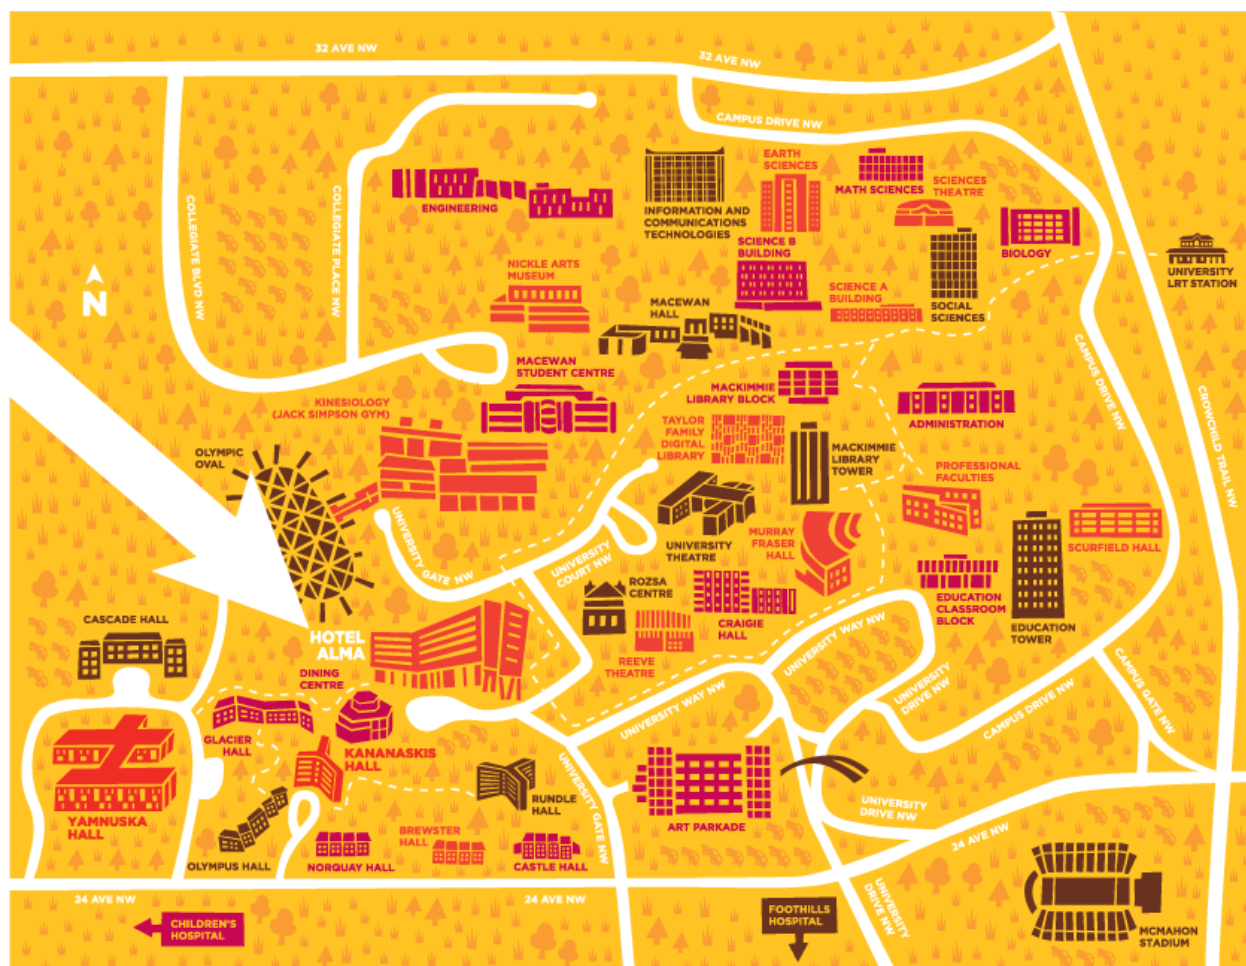 32 AVE NW
32 AVE NW
CAMPUS DRIVE NW
COLLEGIATE BLVD NW
COLLEGIATE PLACE NW
ENGINEERING
INFORMATION AND
COMMUNICATIONS
TECHNOLOGIES
EARTH
SCIENCES
MATH SCIENCES
SCIENCES
THEATRE
BIOLOGY
UNIVERSITY
LRT STATION
N
NICKLE ARTS
MUSEUM
MACEWAN
HALL
SCIENCE B
BUILDING
SCIENCE A
BUILDING
SOCIAL
SCIENCES
MACEWAN
STUDENT CENTRE
KINESIOLOGY
(JACK SIMPSON GYM)
MACKIMMIE
LIBRARY BLOCK
ADMINISTRATION
CAMPUS DRIVE NW
CROWCHILD TRAIL NW
OLYMPIC
OVAL
TAYLOR
FAMILY
DIGITAL
LIBRARY
MACKIMMIE
LIBRARY
TOWER
PROFESSIONAL
FACULTIES
UNIVERSITY GATE NW
UNIVERSITY
COURT NW
UNIVERSITY
THEATRE
MURRAY
FRASER
HALL
SCURFIELD HALL
ROZSA
CENTRE
CRAIGIE
HALL
EDUCATION
CLASSROOM
BLOCK
EDUCATION
TOWER
CASCADE HALL
HOTEL
ALMA
REEVE
THEATRE
UNIVERSITY WAY NW
DINING
CENTRE
UNIVERSITY
DRIVE NW
CAMPUS DRIVE NW
CAMPUS GATE NW
UNIVERSITY WAY NW
GLACIER
HALL
KANANASKIS
HALL
UNIVERSITY GATE NW
RUNDLE
HALL
YAMNUSKA
HALL
ART PARKADE
UNIVERSITY
DRIVE NW
24 AVE NW
OLYMPUS HALL
NORQUAY HALL
BREWSTER
HALL
CASTLE HALL
24 AVE NW
24 AVE NW
UNIVERSITY
DRIVE NW
CHILDREN'S
HOSPITAL
FOOTHILLS
HOSPITAL
MCMAHON
STADIUM